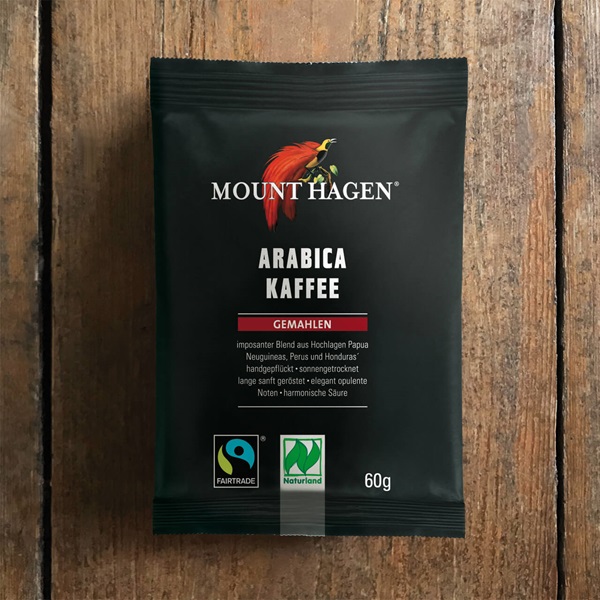 MOUNT HAGEN®
ARABICA
KAFFEE
GEMAHLEN
imposanter Blend aus Hochlagen Papua
Neuguineas, Perus und Honduras*
handgepflückt • sonnengetrocknet
lange sanft geröstet • elegant opulente
Noten • harmonische Säure
FAIRTRADE
®
Naturland
60g